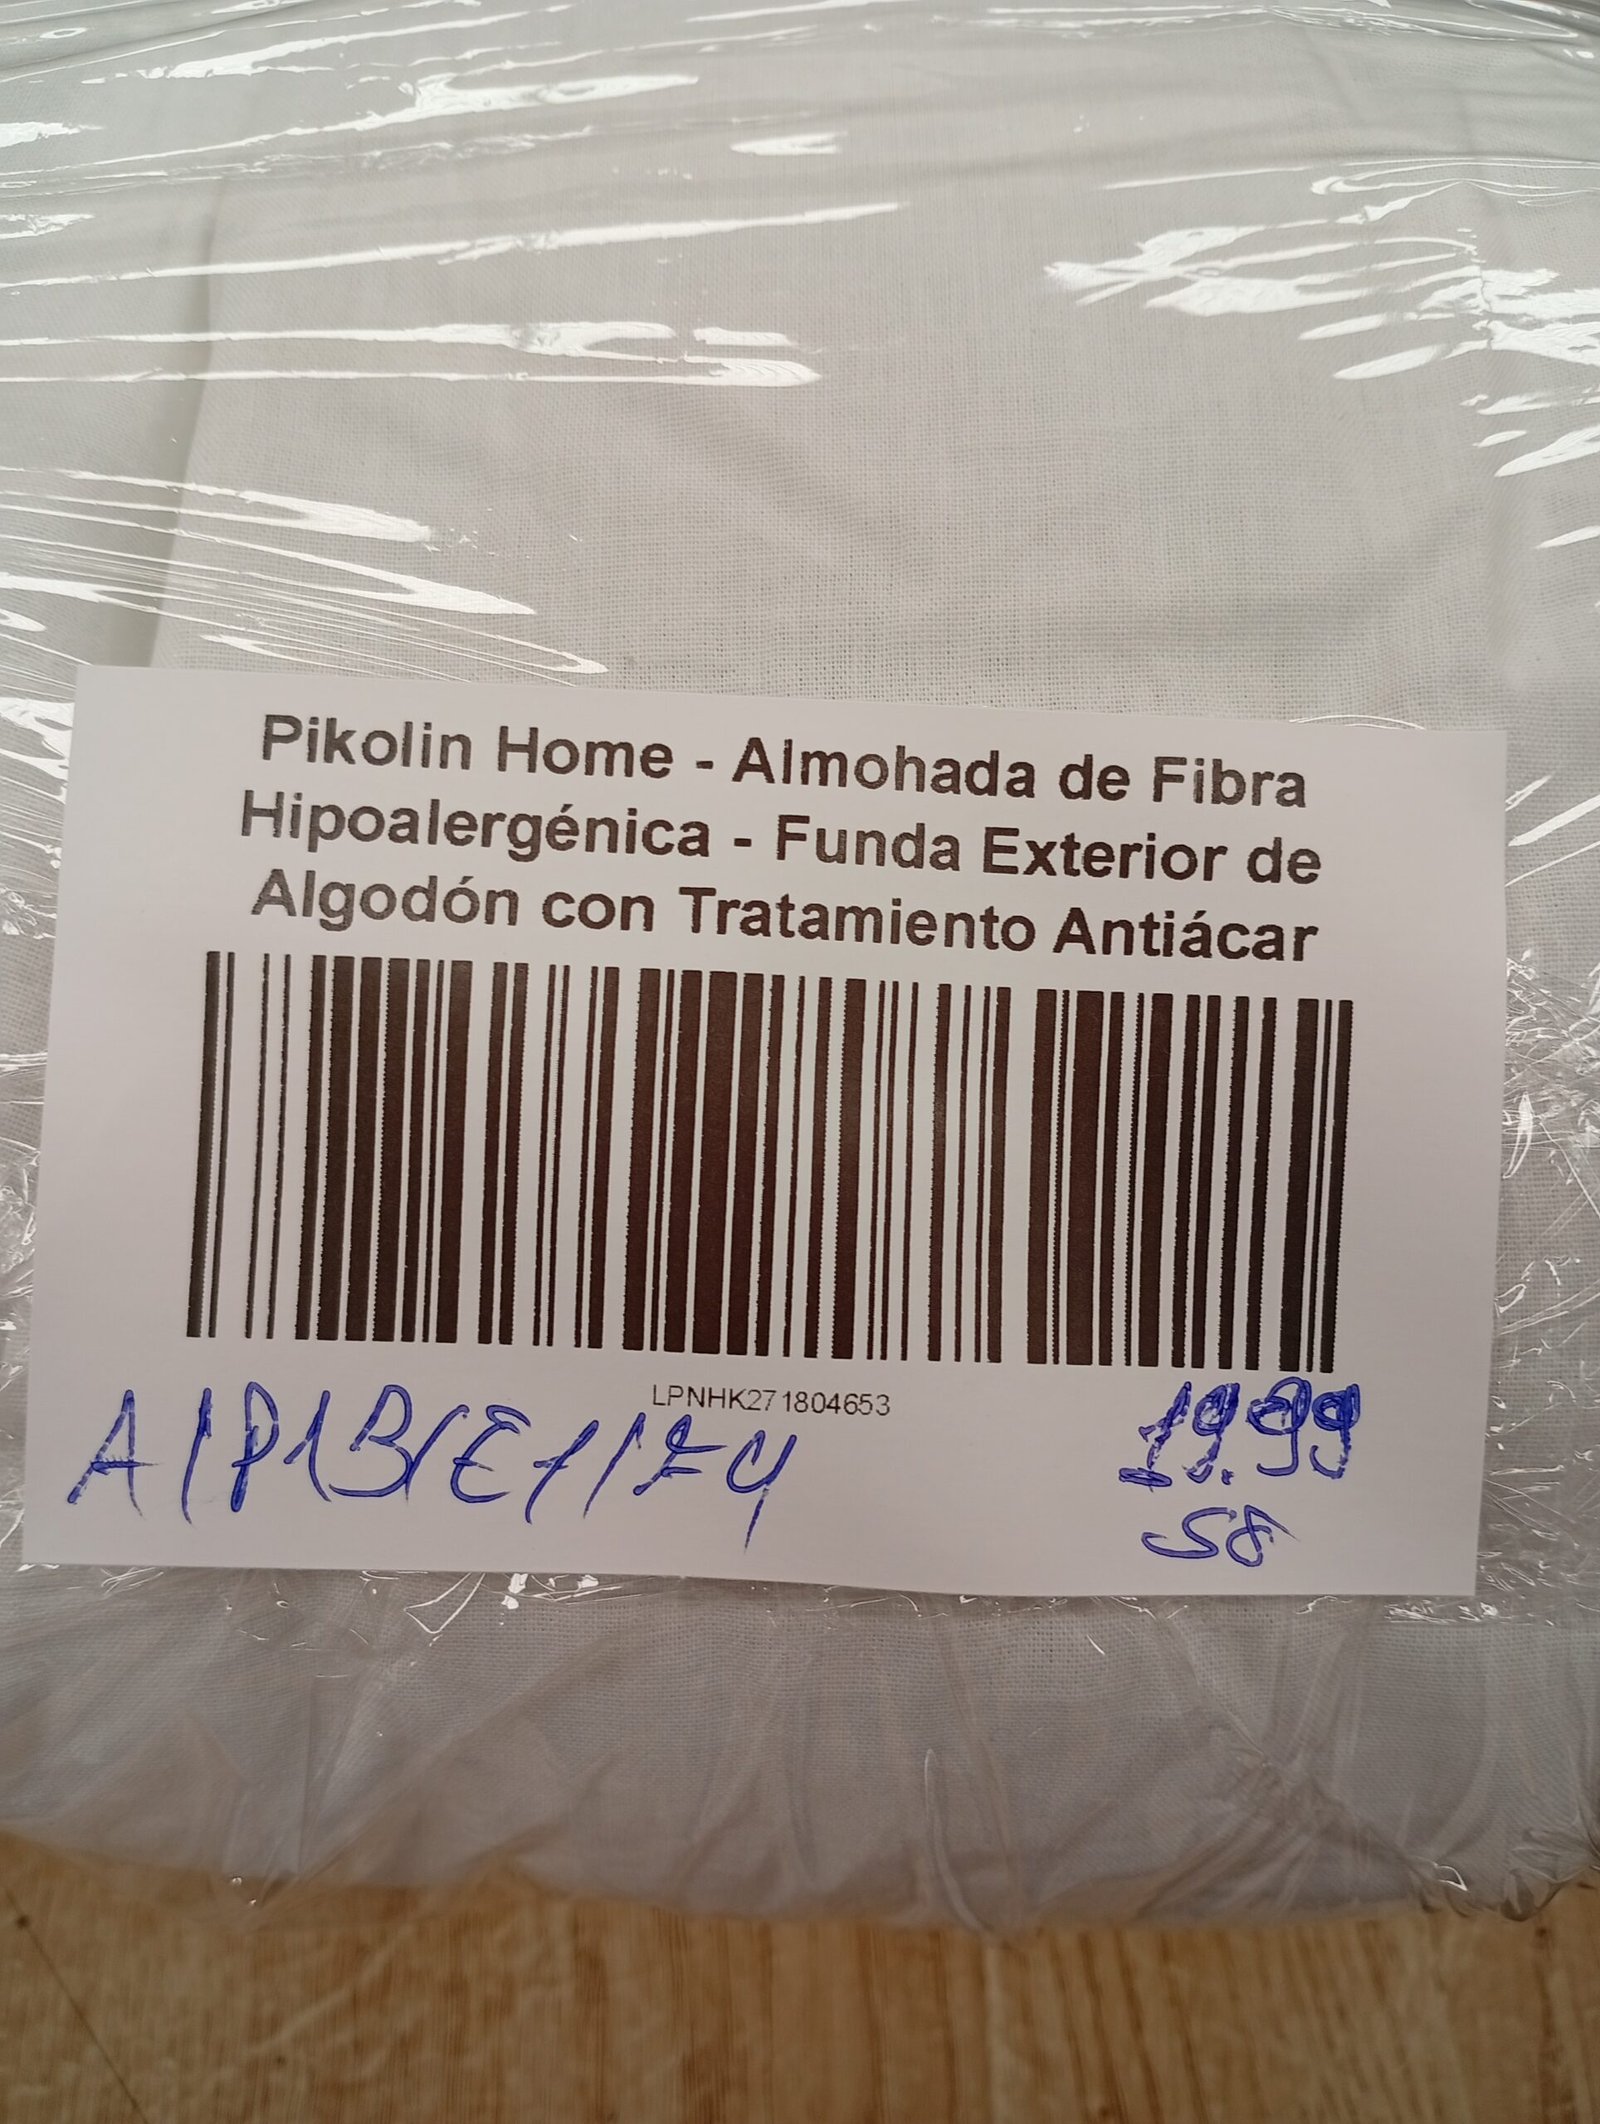 Pikolin Home - Almohada de Fibra
Hipoalergénica - Funda Exterior de
Algodón con Tratamiento Antiácar
LPNHK271804653
19.99
58